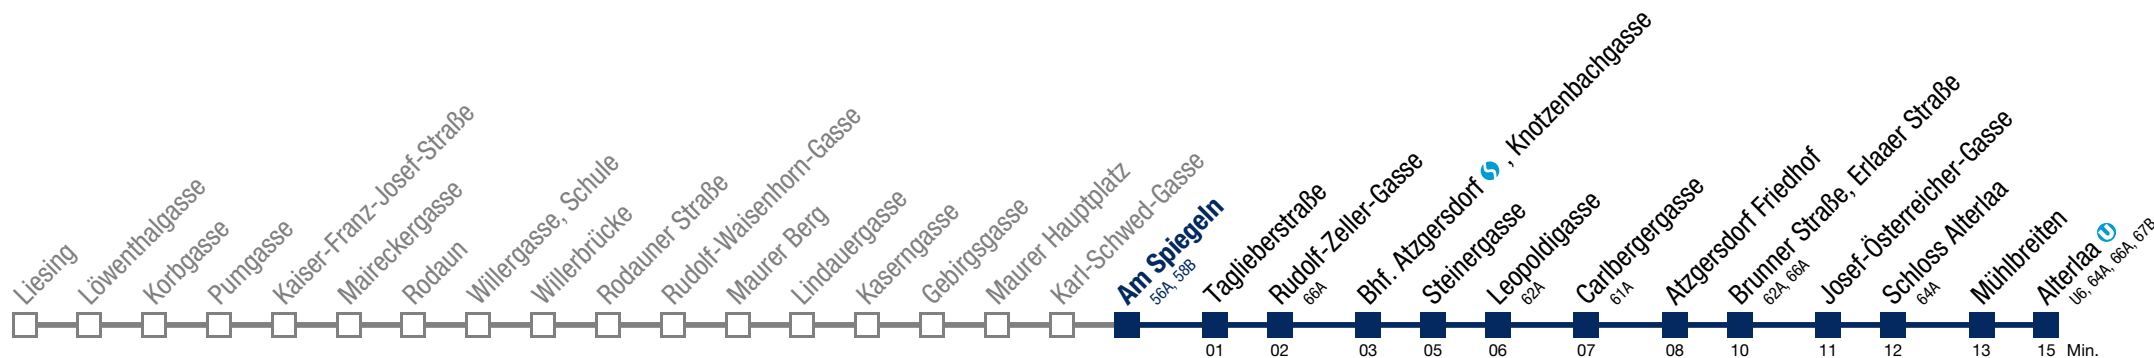 Liesing
Löwenthalgasse
Korbgasse
Pumgasse
Kaiser-Franz-Josef-Straße
Maireckergasse
Rodaun
Willergasse, Schule
Willerbrücke
Rodauner Straße
Rudolf-Waisenhorn-Gasse
Maurer Berg
Lindauergasse
Kaserngasse
Gebirgsgasse
Maurer Hauptplatz
Karl-Schwed-Gasse
Am Spiegeln
56A, 58B
Taglieberstraße
Rudolf-Zeller-Gasse
66A
Bhf. Atzgersdorf S, Knotzenbachgasse
Steinergasse
Leopoldigasse
62A
Carlbergergasse
61A
Atzgersdorf Friedhof
Brunner Straße, Erlaaer Straße
62A, 66A
Josef-Österreicher-Gasse
Schloss Alterlaa
64A
Mühlbreiten
Alterlaa U
U6, 64A, 66A, 67B
01 02 03 05 06 07 08 10 11 12 13 15 Min.